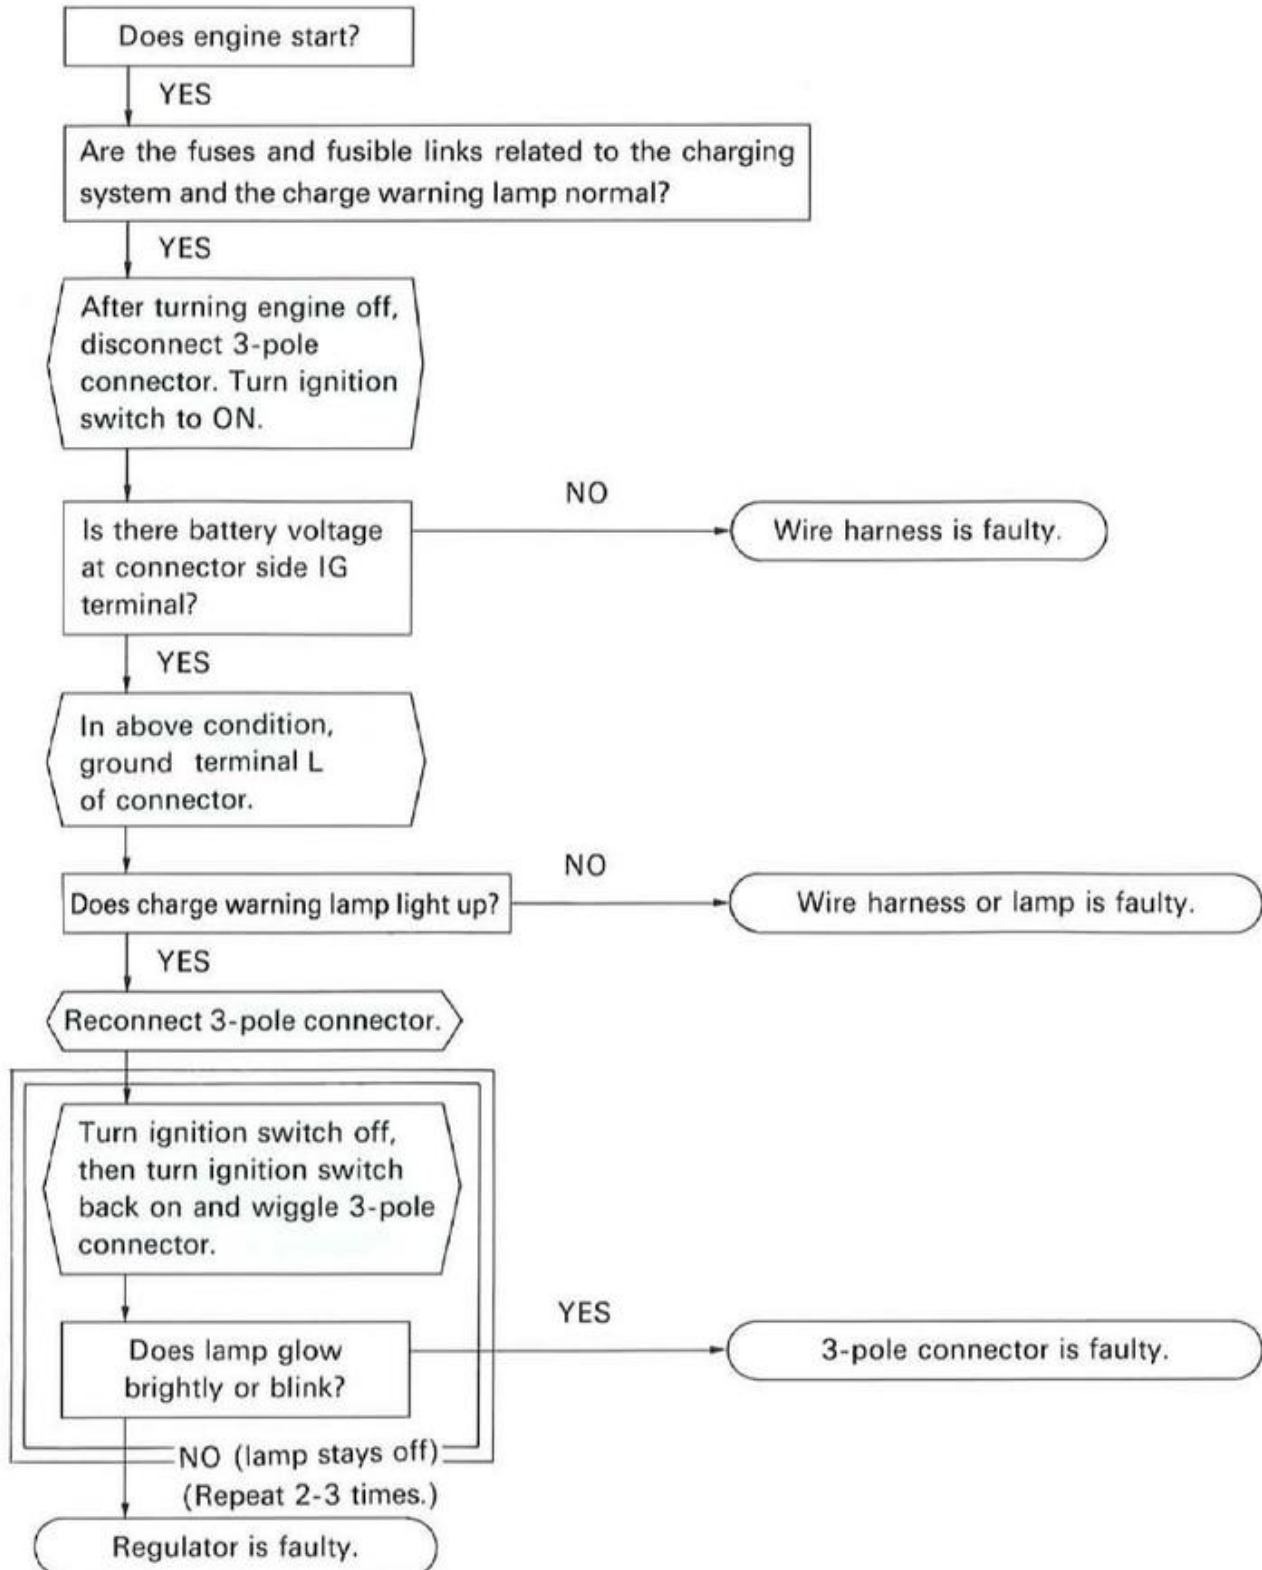 Does engine start?
YES
Are the fuses and fusible links related to the charging
system and the charge warning lamp normal?
YES
After turning engine off,
disconnect 3-pole
connector. Turn ignition
switch to ON.
Is there battery voltage
at connector side IG
terminal?
NO
Wire harness is faulty.
YES
In above condition,
ground terminal L
of connector.
Does charge warning lamp light up?
NO
Wire harness or lamp is faulty.
YES
Reconnect 3-pole connector.
Turn ignition switch off,
then turn ignition switch
back on and wiggle 3-pole
connector.
Does lamp glow
brightly or blink?
YES
3-pole connector is faulty.
NO (lamp stays off)
(Repeat 2-3 times.)
Regulator is faulty.